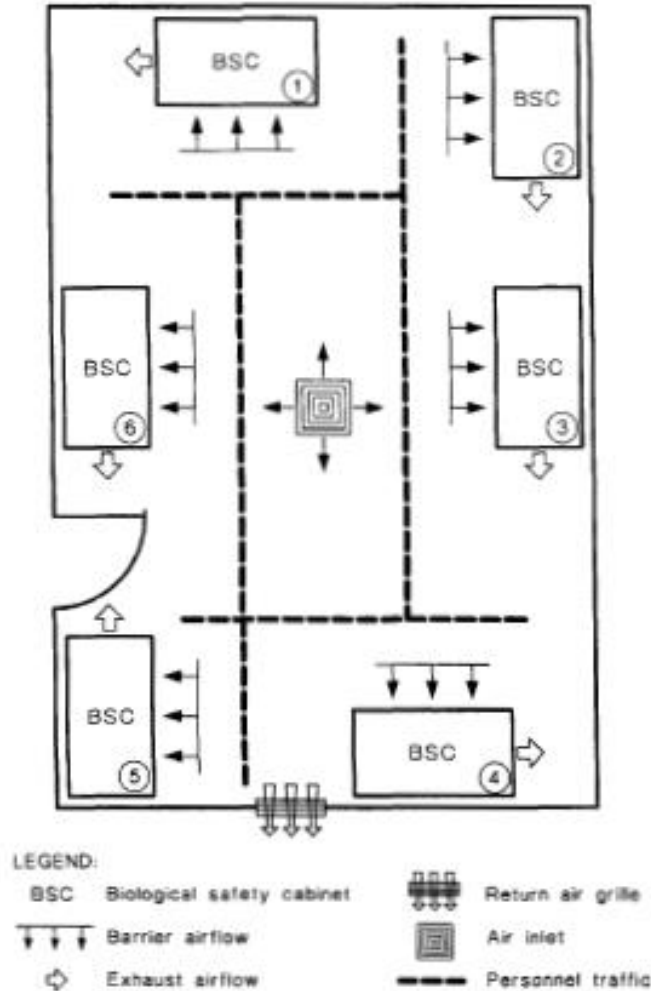 BSC
1
BSC
2
BSC
6
BSC
3
BSC
5
BSC
4
LEGEND:
BSC Biological safety cabinet
Return air grille
Barrier airflow
Air inlet
Exhaust airflow
Personnel traffic